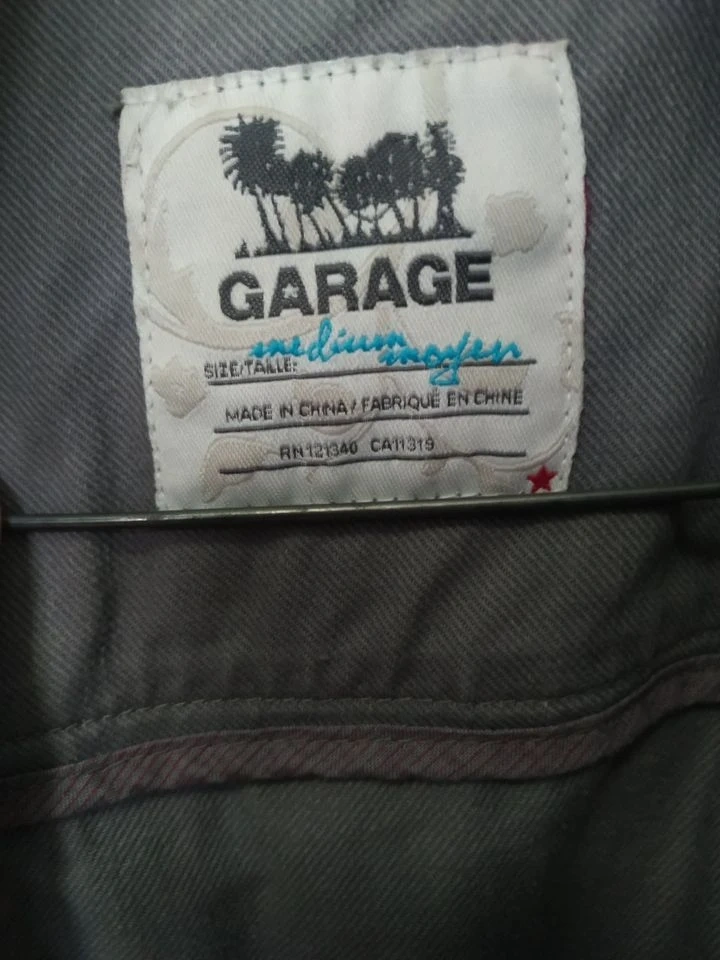 GARAGE
medium moyen
SIZE/TAILLE:
MADE IN CHINA / FABRIQUÉ EN CHINE
RN 121340 CA11319